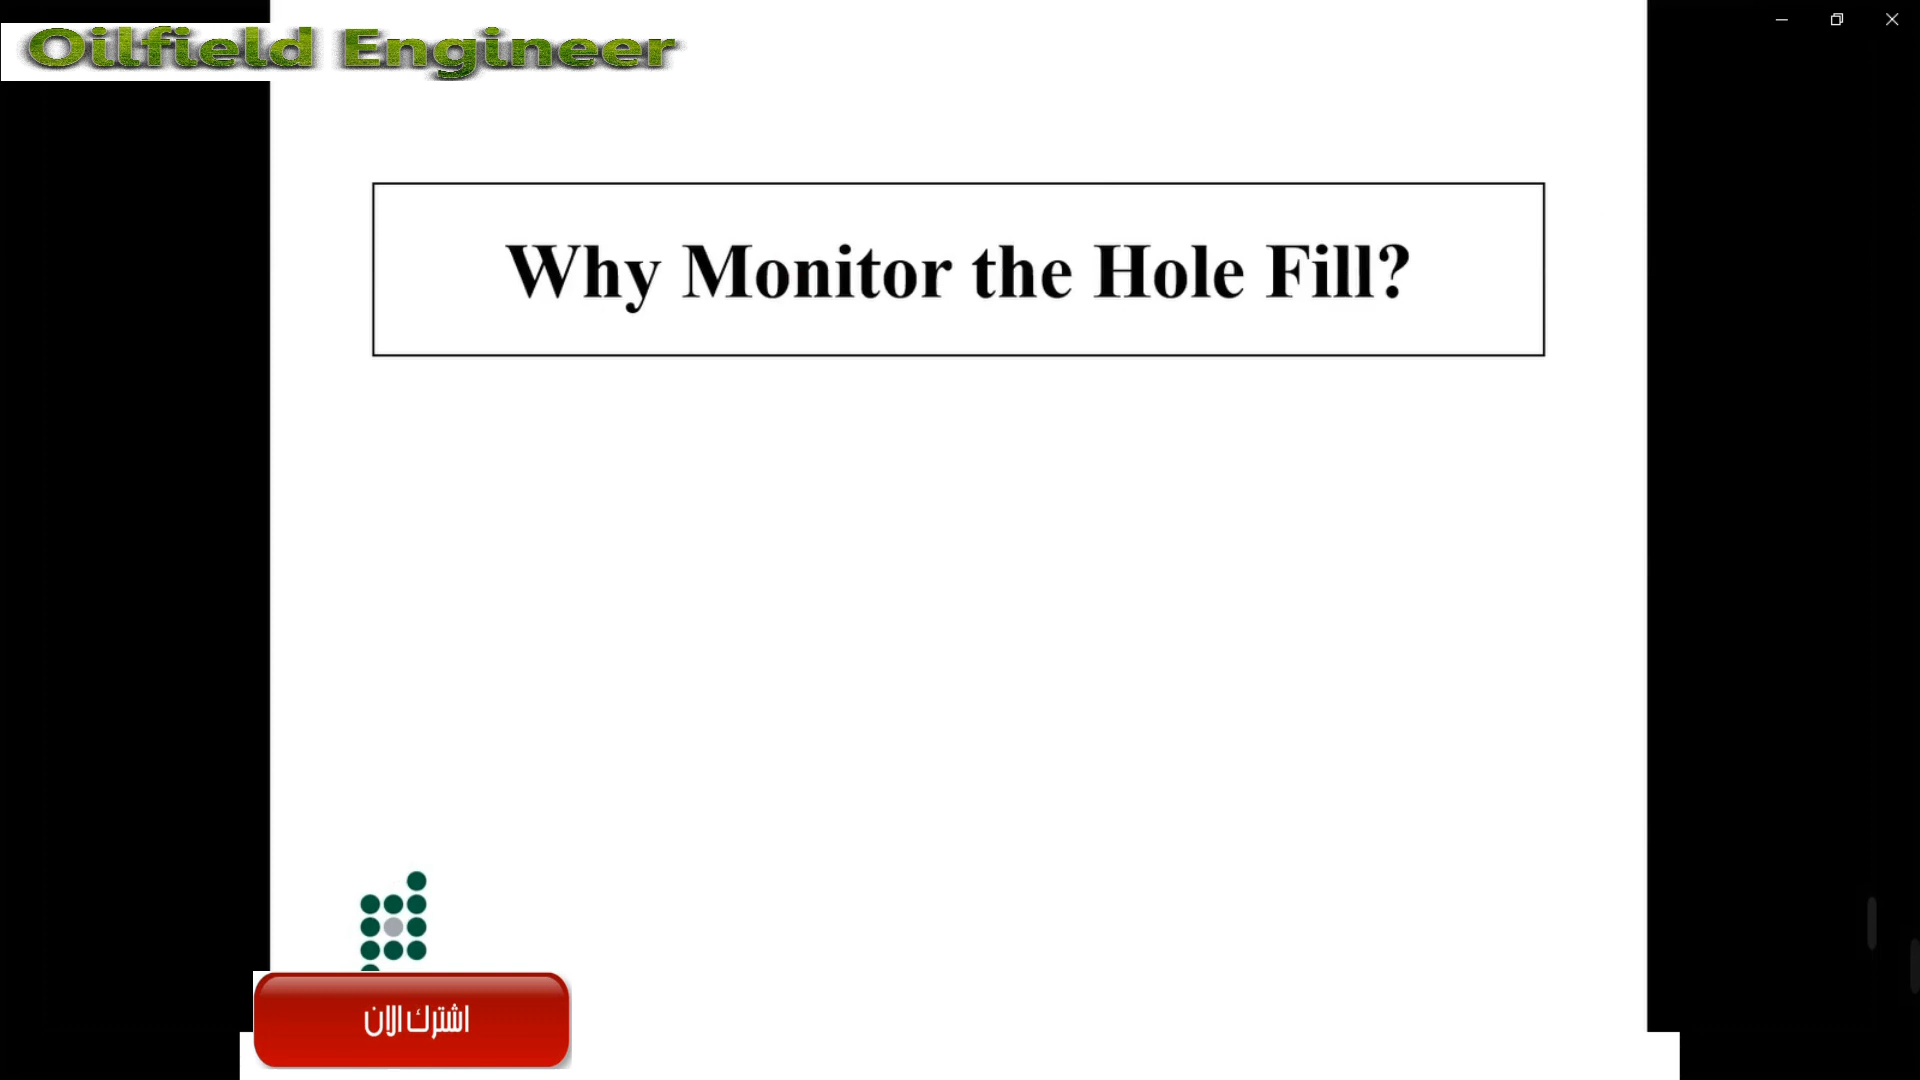 Oilfield Engineer
Why Monitor the Hole Fill?
اشترك الان